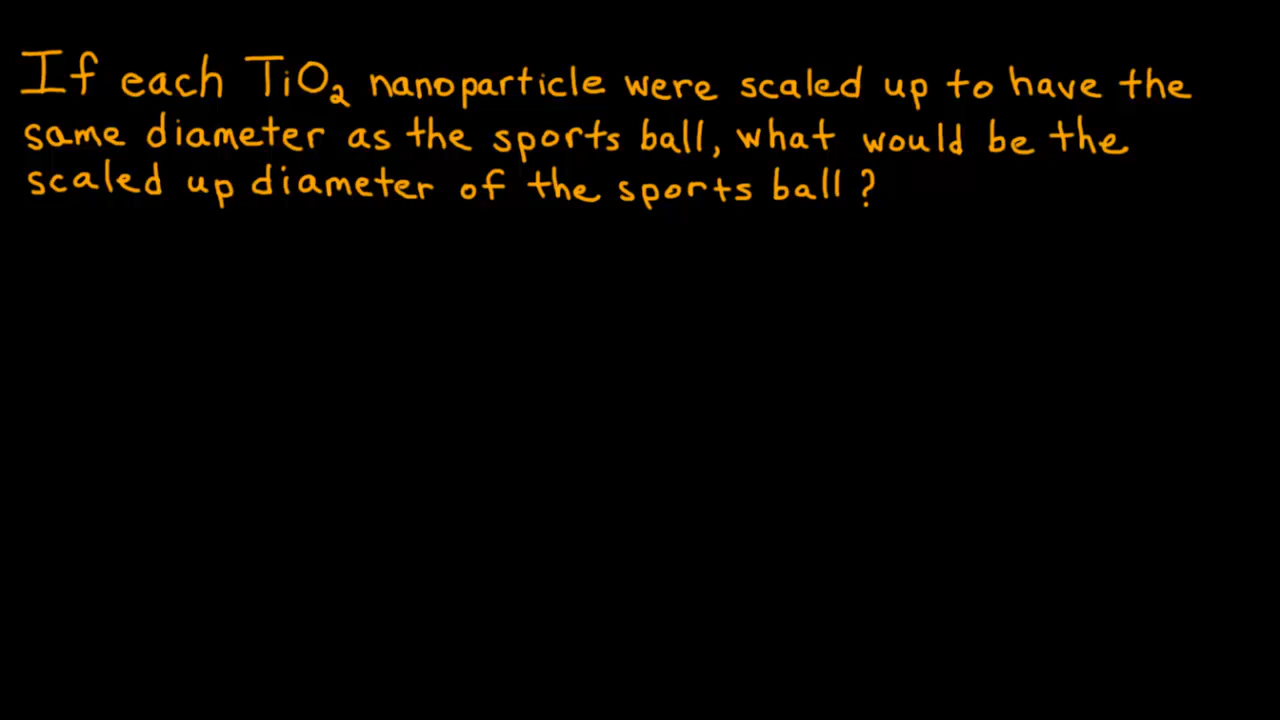 If each TiO₂ nanoparticle were scaled up to have the
same diameter as the sports ball, what would be the
scaled up diameter of the sports ball?